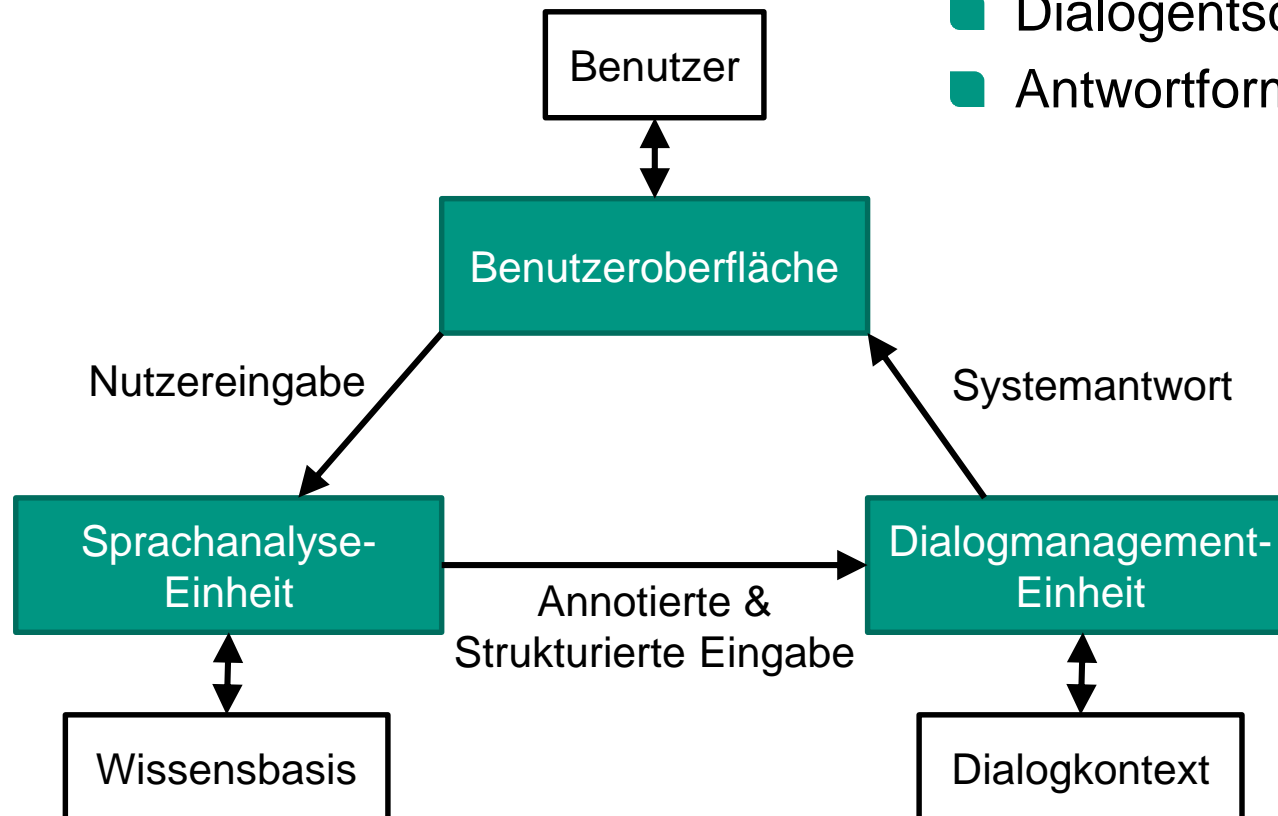 Benutzer
Benutzeroberfläche
Nutzereingabe
Systemantwort
Sprachanalyse-
Einheit
Annotierte &
Strukturierte Eingabe
Dialogmanagement-
Einheit
Wissensbasis
Dialogkontext